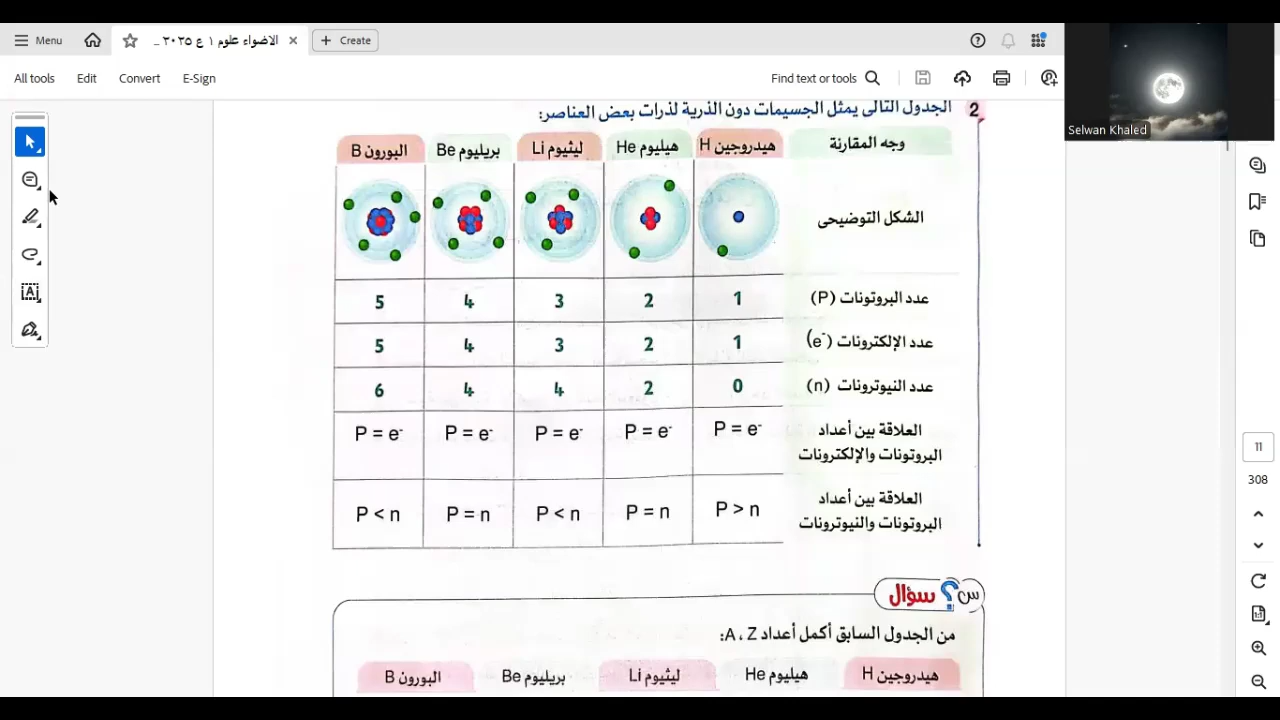 Menu
الاضواء علوم ١ ع ٢٠٢٥ ...
Create
All tools
Edit
Convert
E-Sign
Find text or tools
Selwan Khaled
2 الجدول التالى يمثل الجسيمات دون الذرية لذرات بعض العناصر:
وجه المقارنة هيدروجين H هيليوم He ليثيوم Li بريليوم Be البورون B
الشكل التوضيحى
عدد البروتونات (P) 1 2 3 4 5
عدد الإلكترونات (e-) 1 2 3 4 5
عدد النيوترونات (n) 0 2 4 4 6
العلاقة بين أعداد
البروتونات والإلكترونات
P = e- P = e- P = e- P = e- P = e-
العلاقة بين أعداد
البروتونات والنيوترونات
P > n P = n P < n P = n P < n
س ؟ سؤال
من الجدول السابق أكمل أعداد A ، Z:
هيدروجين H هيليوم He ليثيوم Li بريليوم Be البورون B
11
308